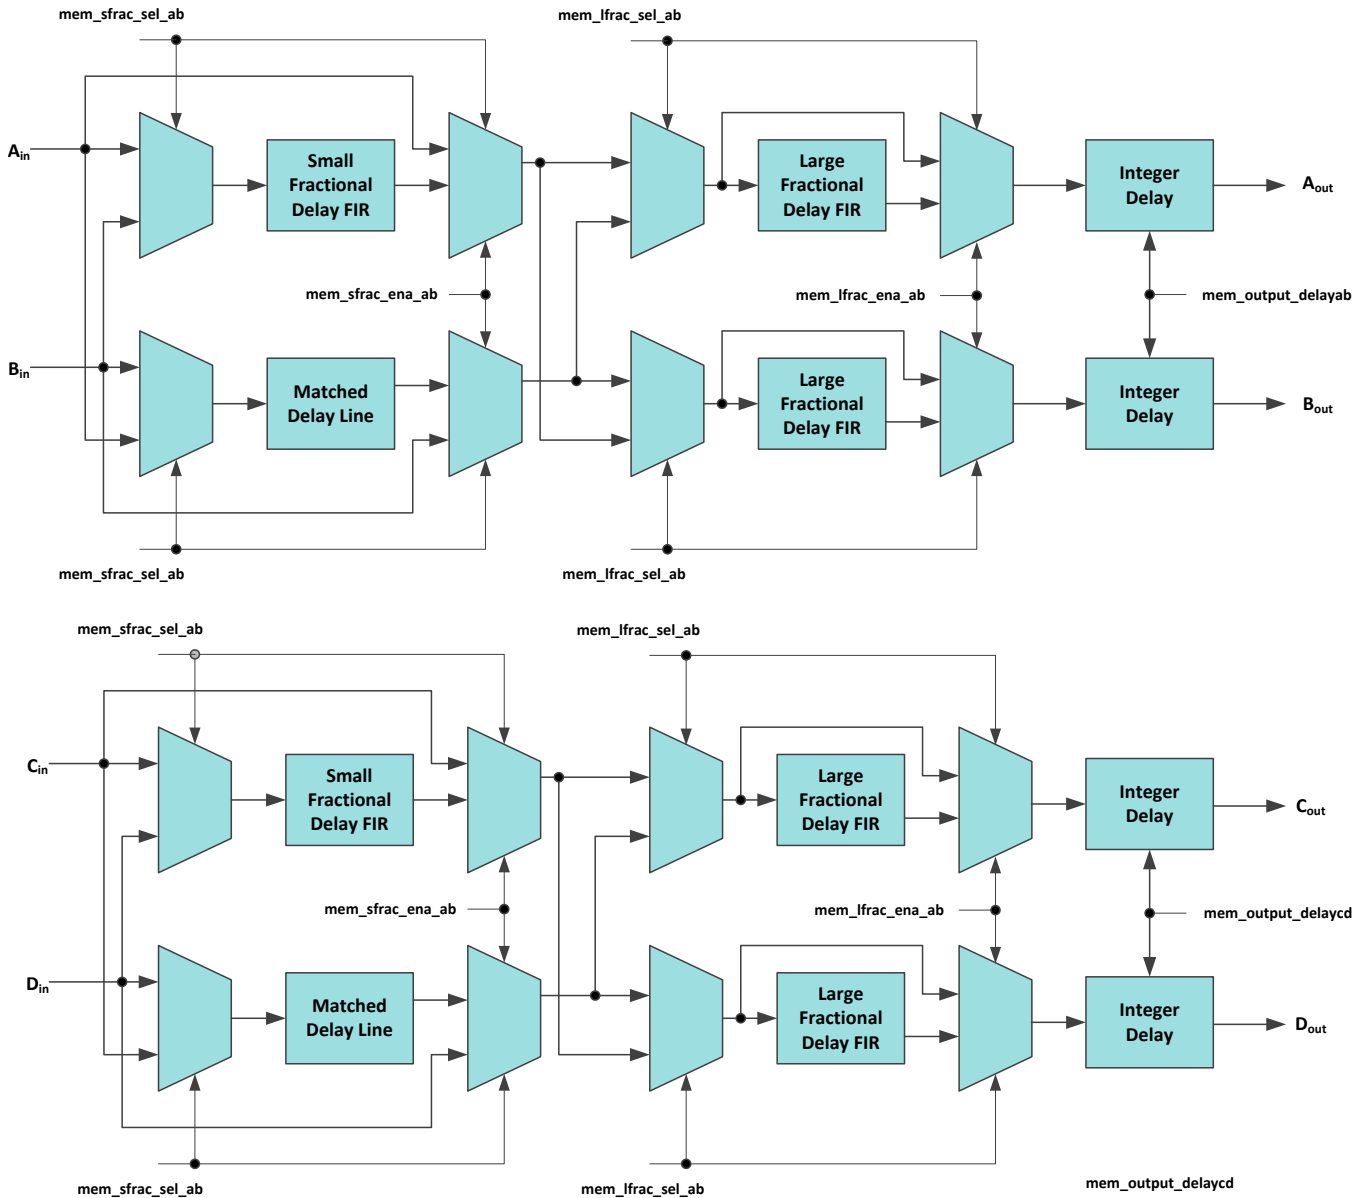 mem_sfrac_sel_ab
mem_lfrac_sel_ab
Ain
Small
Fractional
Delay FIR
Large
Fractional
Delay FIR
Integer
Delay
Aout
mem_sfrac_ena_ab
mem_lfrac_ena_ab
mem_output_delayab
Bin
Matched
Delay Line
Large
Fractional
Delay FIR
Integer
Delay
Bout
mem_sfrac_sel_ab
mem_lfrac_sel_ab
mem_sfrac_sel_ab
mem_lfrac_sel_ab
Cin
Small
Fractional
Delay FIR
Large
Fractional
Delay FIR
Integer
Delay
Cout
mem_sfrac_ena_ab
mem_lfrac_ena_ab
mem_output_delaycd
Din
Matched
Delay Line
Large
Fractional
Delay FIR
Integer
Delay
Dout
mem_sfrac_sel_ab
mem_lfrac_sel_ab
mem_output_delaycd